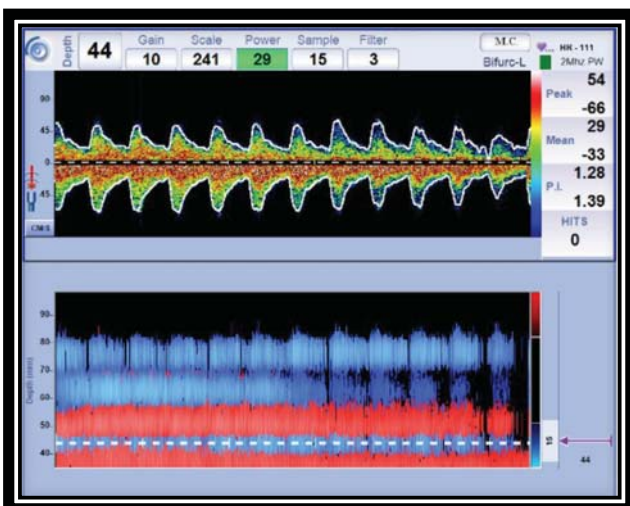 Depth 44
Gain 10
Scale 241
Power 29
Sample 15
Filter 3
M.C.
Bifurc-L
HR - 111
2Mhz PW
90
45
0
45
Peak 54
-66
Mean 29
-33
P.I. 1.28
1.39
HITS
0
cm/s
Depth (mm)
90
80
70
60
50
40
15
44